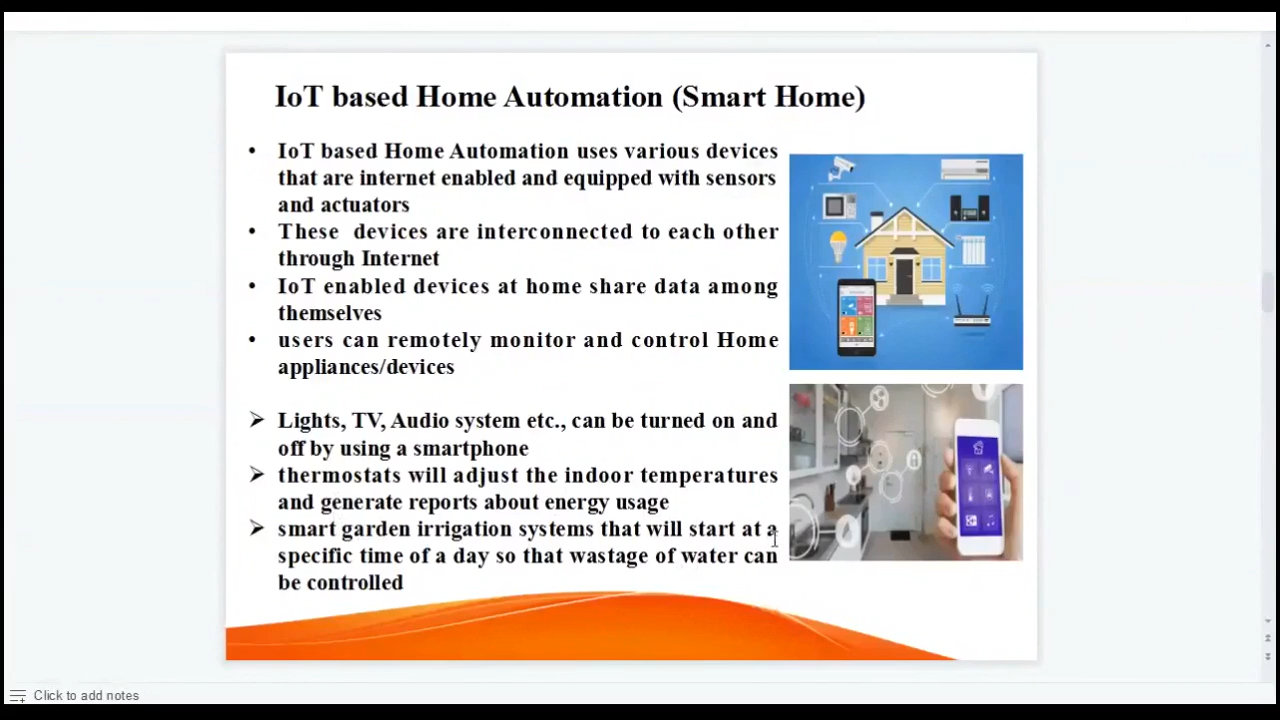 IoT based Home Automation (Smart Home)
• IoT based Home Automation uses various devices
that are internet enabled and equipped with sensors
and actuators
• These devices are interconnected to each other
through Internet
• IoT enabled devices at home share data among
themselves
• users can remotely monitor and control Home
appliances/devices
➢ Lights, TV, Audio system etc., can be turned on and
off by using a smartphone
➢ thermostats will adjust the indoor temperatures
and generate reports about energy usage
➢ smart garden irrigation systems that will start at a
specific time of a day so that wastage of water can
be controlled
Click to add notes